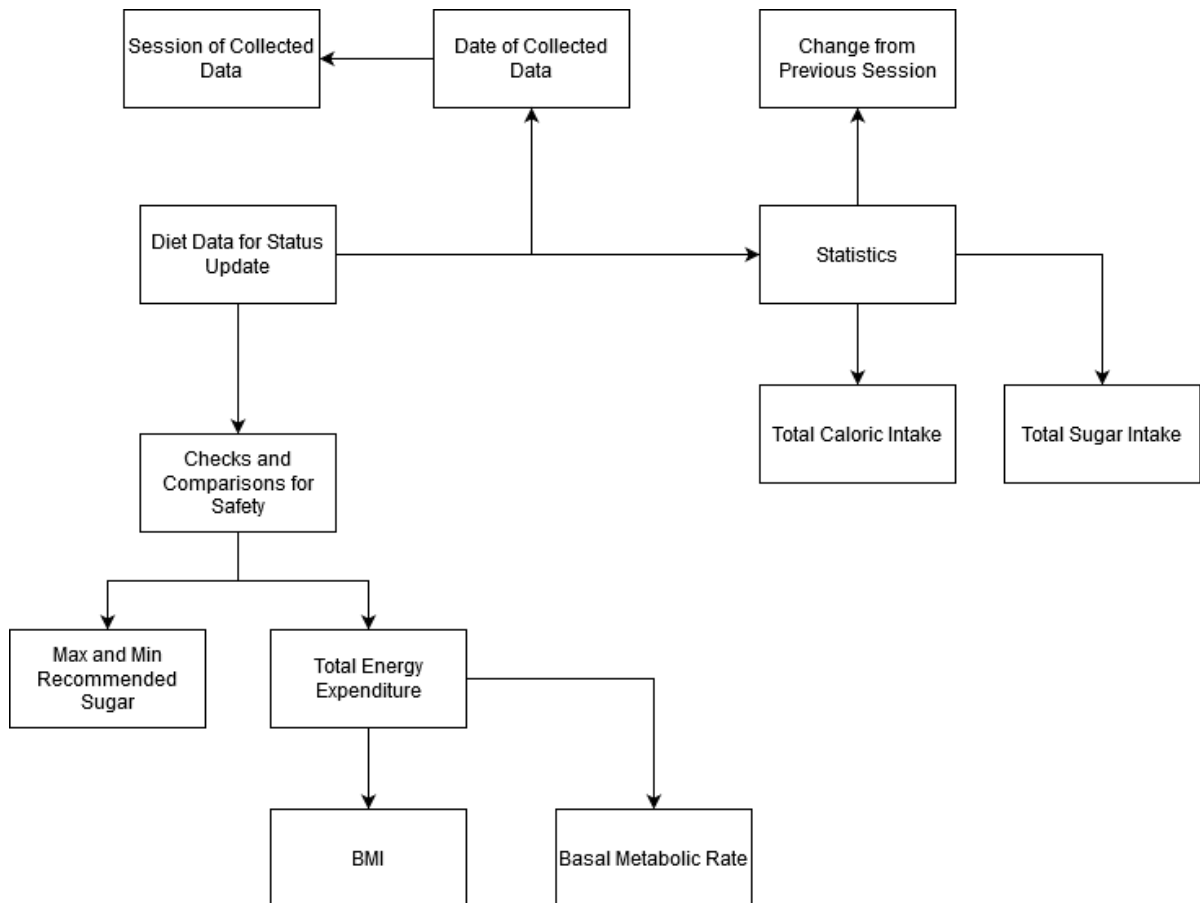 Session of Collected
Data
Date of Collected
Data
Change from
Previous Session
Diet Data for Status
Update
Statistics
Total Caloric Intake
Total Sugar Intake
Checks and
Comparisons for
Safety
Max and Min
Recommended
Sugar
Total Energy
Expenditure
BMI
Basal Metabolic Rate